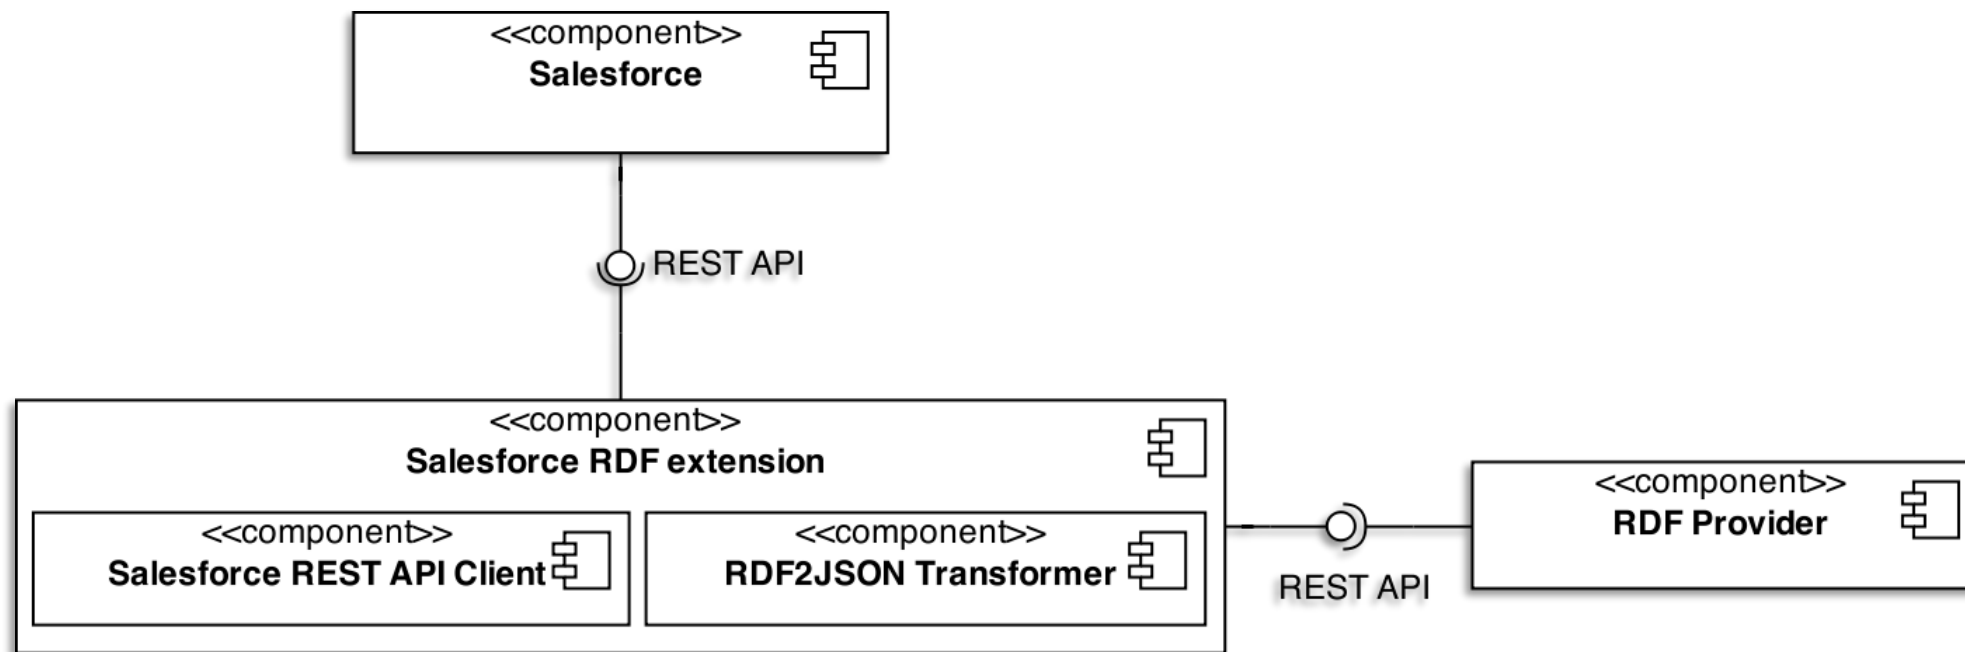 <<component>>
Salesforce
REST API
<<component>>
Salesforce RDF extension
<<component>>
Salesforce REST API Client
<<component>>
RDF2JSON Transformer
REST API
<<component>>
RDF Provider